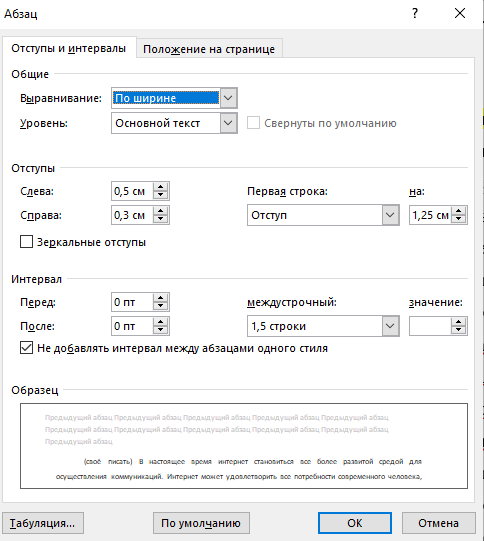 Абзац
?
Отступы и интервалы Положение на странице
Общие
Выравнивание: По ширине
Уровень: Основной текст Свернуты по умолчанию
Отступы
Слева: 0,5 см Первая строка: на:
Справа: 0,3 см Отступ 1,25 см
Зеркальные отступы
Интервал
Перед: 0 пт междустрочный: значение:
После: 0 пт 1,5 строки
Не добавлять интервал между абзацами одного стиля
Образец
Предыдущий абзац Предыдущий абзац Предыдущий абзац Предыдущий абзац Предыдущий абзац
Предыдущий абзац Предыдущий абзац Предыдущий абзац Предыдущий абзац Предыдущий абзац
Предыдущий абзац
(своё писать) В настоящее время интернет становиться все более развитой средой для
осуществления коммуникаций. Интернет может удовлетворить все потребности современного человека,
Табуляция... По умолчанию ОК Отмена